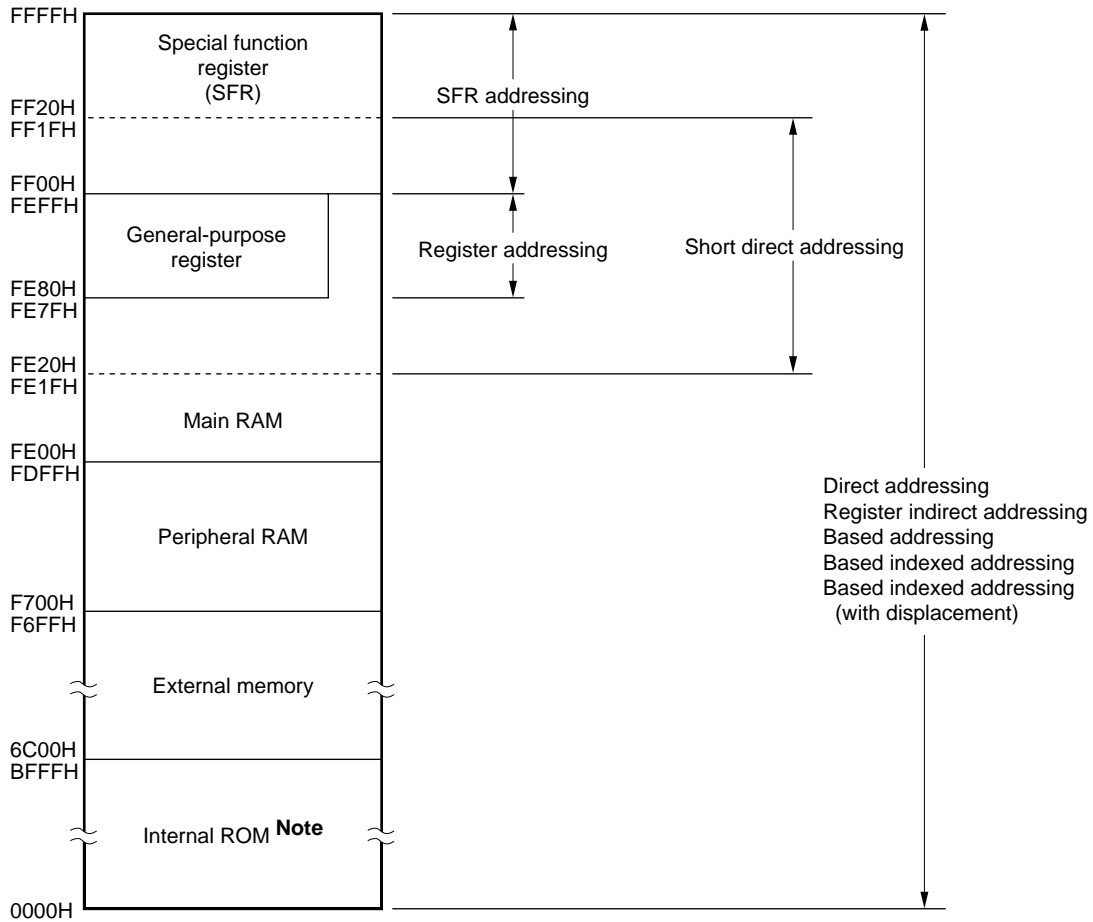 FFFFH
Special function
register
(SFR)
SFR addressing
FF20H
FF1FH
FF00H
FEFFH
General-purpose
register
Register addressing
Short direct addressing
FE80H
FE7FH
FE20H
FE1FH
Main RAM
FE00H
FDFFH
Direct addressing
Register indirect addressing
Based addressing
Based indexed addressing
Based indexed addressing
(with displacement)
Peripheral RAM
F700H
F6FFH
External memory
6C00H
BFFFH
Internal ROM Note
0000H